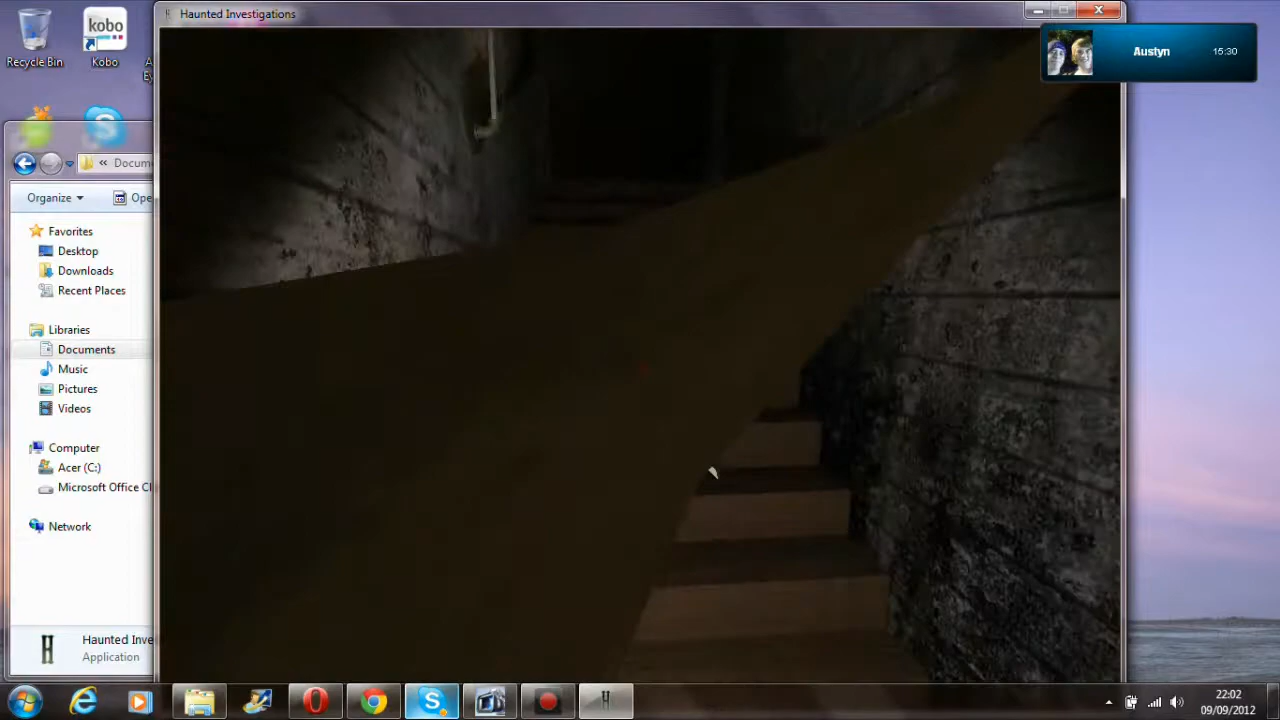 Haunted Investigations
kobo
Recycle Bin
Kobo
Austyn
15:30
Docum
Organize
Ope
Favorites
Desktop
Downloads
Recent Places
Libraries
Documents
Music
Pictures
Videos
Computer
Acer (C:)
Microsoft Office Cl
Network
Haunted Inve
Application
22:02
09/09/2012